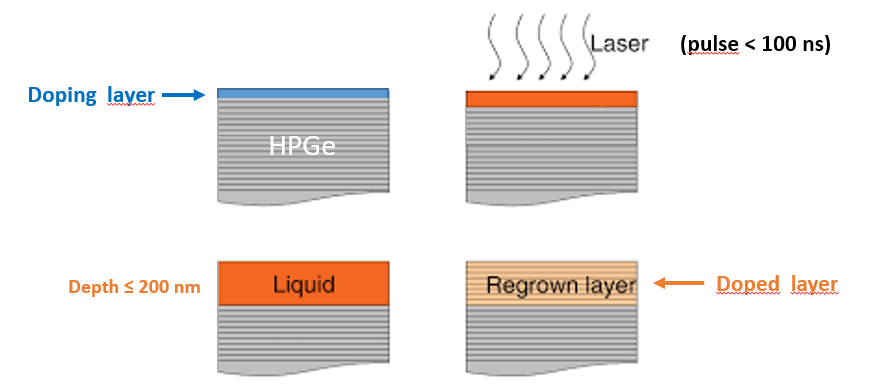 Doping layer
HPGe
Laser (pulse < 100 ns)
Depth ≤ 200 nm
Liquid
Regrown layer
Doped layer